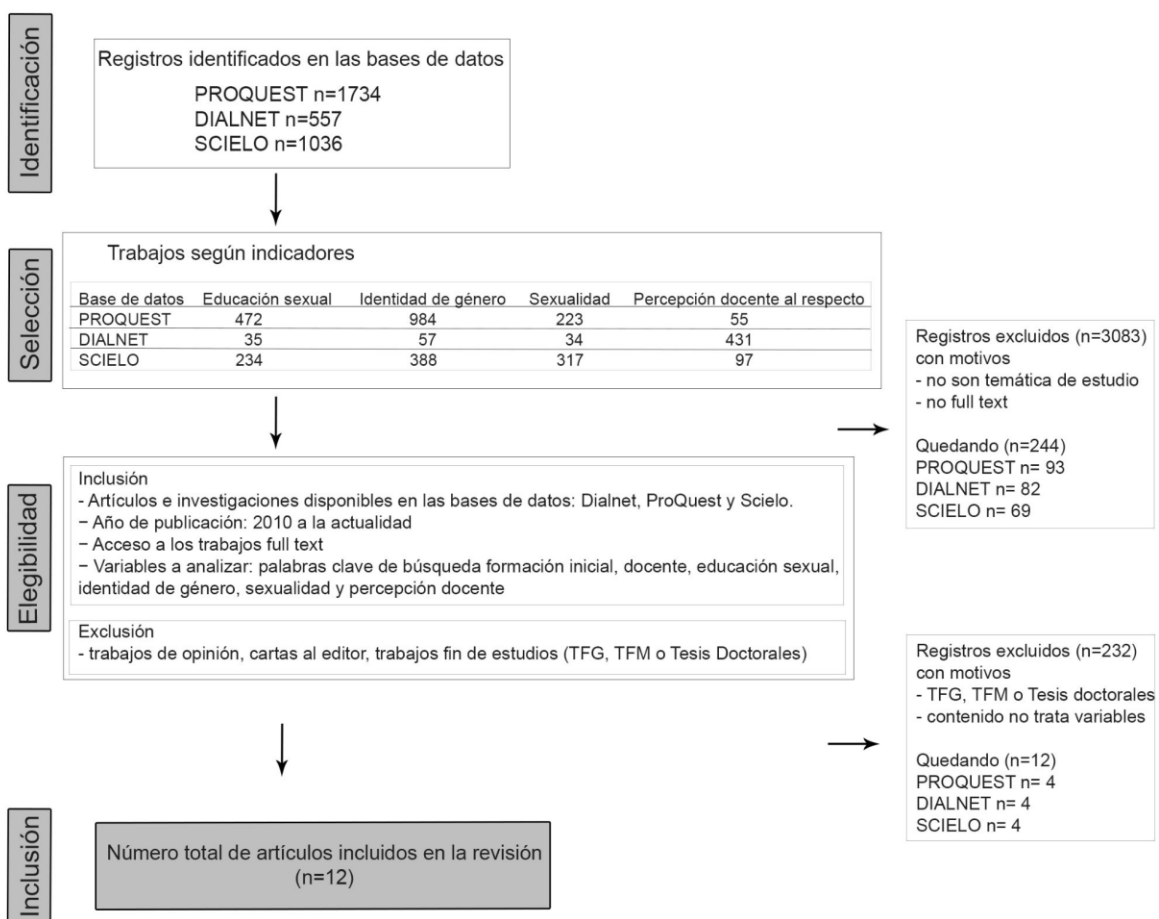 Identificación
Registros identificados en las bases de datos
PROQUEST n=1734
DIALNET n=557
SCIELO n=1036
Selección
Trabajos según indicadores
Base de datos Educación sexual Identidad de género Sexualidad Percepción docente al respecto
PROQUEST 472 984 223 55
DIALNET 35 57 34 431
SCIELO 234 388 317 97
Registros excluidos (n=3083)
con motivos
- no son temática de estudio
- no full text
Quedando (n=244)
PROQUEST n= 93
DIALNET n= 82
SCIELO n= 69
Elegibilidad
Inclusión
- Artículos e investigaciones disponibles en las bases de datos: Dialnet, ProQuest y Scielo.
− Año de publicación: 2010 a la actualidad
− Acceso a los trabajos full text
− Variables a analizar: palabras clave de búsqueda formación inicial, docente, educación sexual,
identidad de género, sexualidad y percepción docente
Exclusión
- trabajos de opinión, cartas al editor, trabajos fin de estudios (TFG, TFM o Tesis Doctorales)
Registros excluidos (n=232)
con motivos
- TFG, TFM o Tesis doctorales
- contenido no trata variables
Quedando (n=12)
PROQUEST n= 4
DIALNET n= 4
SCIELO n= 4
Inclusión
Número total de artículos incluidos en la revisión
(n=12)